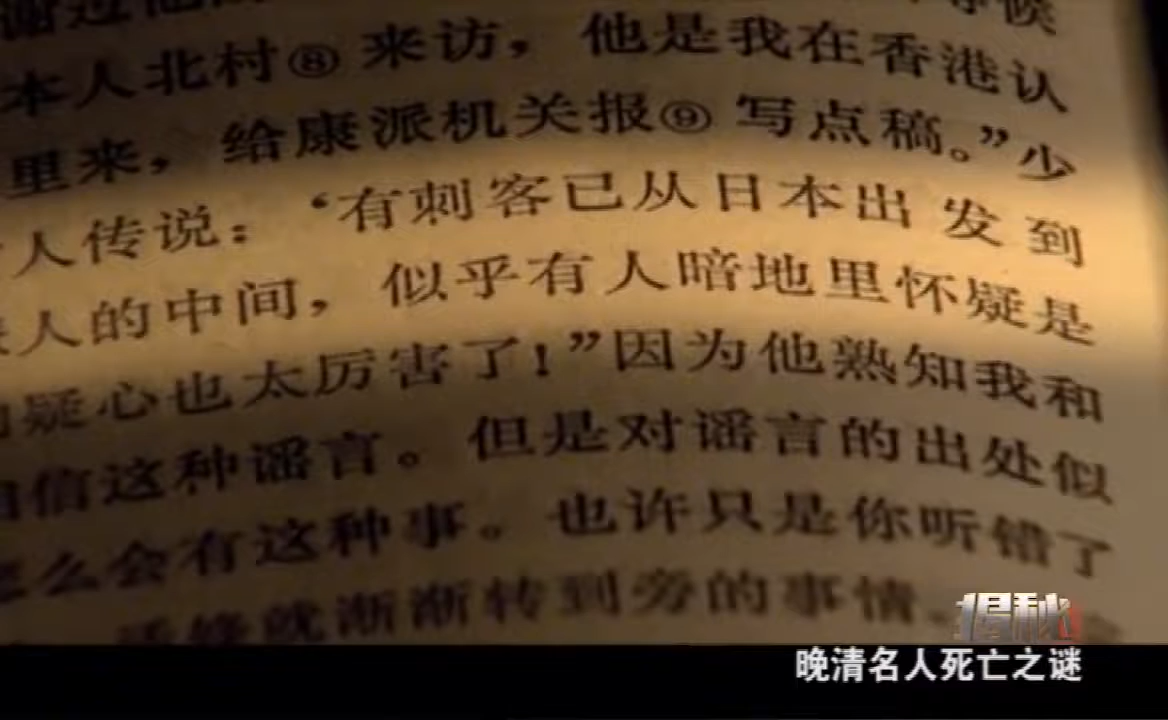 本人北村⑧来访，他是我在香港认
里来，给康派机关报⑨写点稿。”少
人传说：‘有刺客已从日本出发到
人的中间，似乎有人暗地里怀疑是
疑心也太厉害了！”因为他熟知我和
信这种谣言。但是对谣言的出处似
么会有这种事。也许只是你听错了
就渐渐转到旁的事情
揭秘
晚清名人死亡之谜